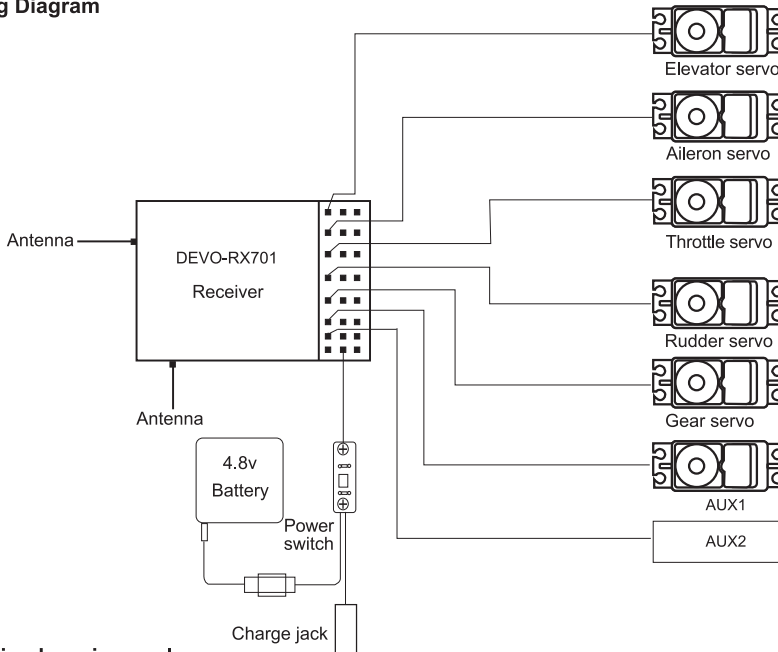 g Diagram
Elevator servo
Aileron servo
Throttle servo
Rudder servo
Gear servo
AUX1
AUX2
Antenna
DEVO-RX701
Receiver
Antenna
4.8v
Battery
Power
switch
Charge jack